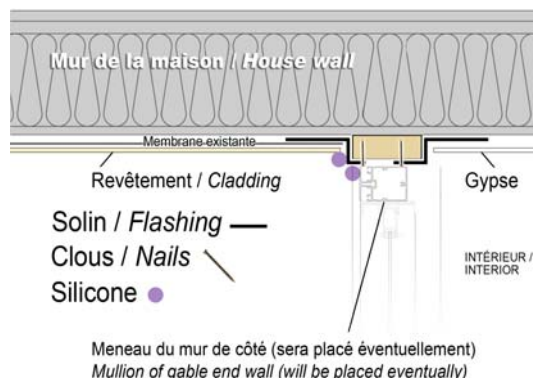 Mur de la maison / House wall
Membrane existante
Revêtement / Cladding
Gypse
Solin / Flashing
Clous / Nails
Silicone
INTÉRIEUR /
INTERIOR
Meneau du mur de côté (sera placé éventuellement)
Mullion of gable end wall (will be placed eventually)